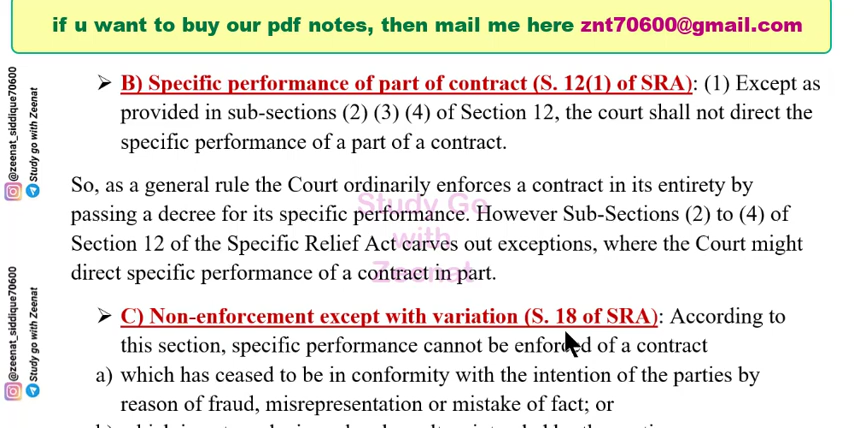 if u want to buy our pdf notes, then mail me here znt70600@gmail.com
➢ B) Specific performance of part of contract (S. 12(1) of SRA): (1) Except as
provided in sub-sections (2) (3) (4) of Section 12, the court shall not direct the
specific performance of a part of a contract.
So, as a general rule the Court ordinarily enforces a contract in its entirety by
passing a decree for its specific performance. However Sub-Sections (2) to (4) of
Section 12 of the Specific Relief Act carves out exceptions, where the Court might
direct specific performance of a contract in part.
➢ C) Non-enforcement except with variation (S. 18 of SRA): According to
this section, specific performance cannot be enforced of a contract
a) which has ceased to be in conformity with the intention of the parties by
reason of fraud, misrepresentation or mistake of fact; or
@zeenat_siddique70600
Study go with Zeenat
@zeenat_siddique70600
Study go with Zeenat
Study Go
with
Zeenat